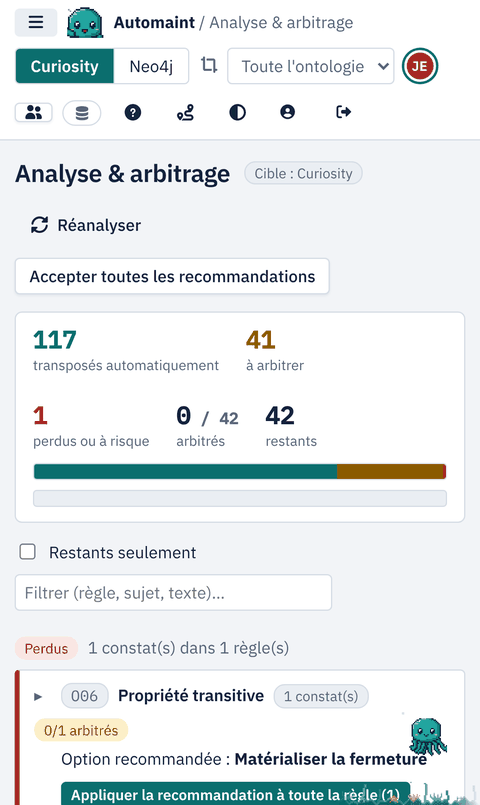 Automaint / Analyse & arbitrage
Curiosity Neo4j Toute l'ontologie JE
Analyse & arbitrage Cible : Curiosity
Réanalyser
Accepter toutes les recommandations
117 41
transposés automatiquement à arbitrer
1 0 / 42 42
perdus ou à risque arbitrés restants
Restants seulement
Filtrer (règle, sujet, texte)...
Perdus 1 constat(s) dans 1 règle(s)
006 Propriété transitive 1 constat(s)
0/1 arbitrés
Option recommandée : Matérialiser la fermeture
Appliquer la recommandation à toute la règle (1)